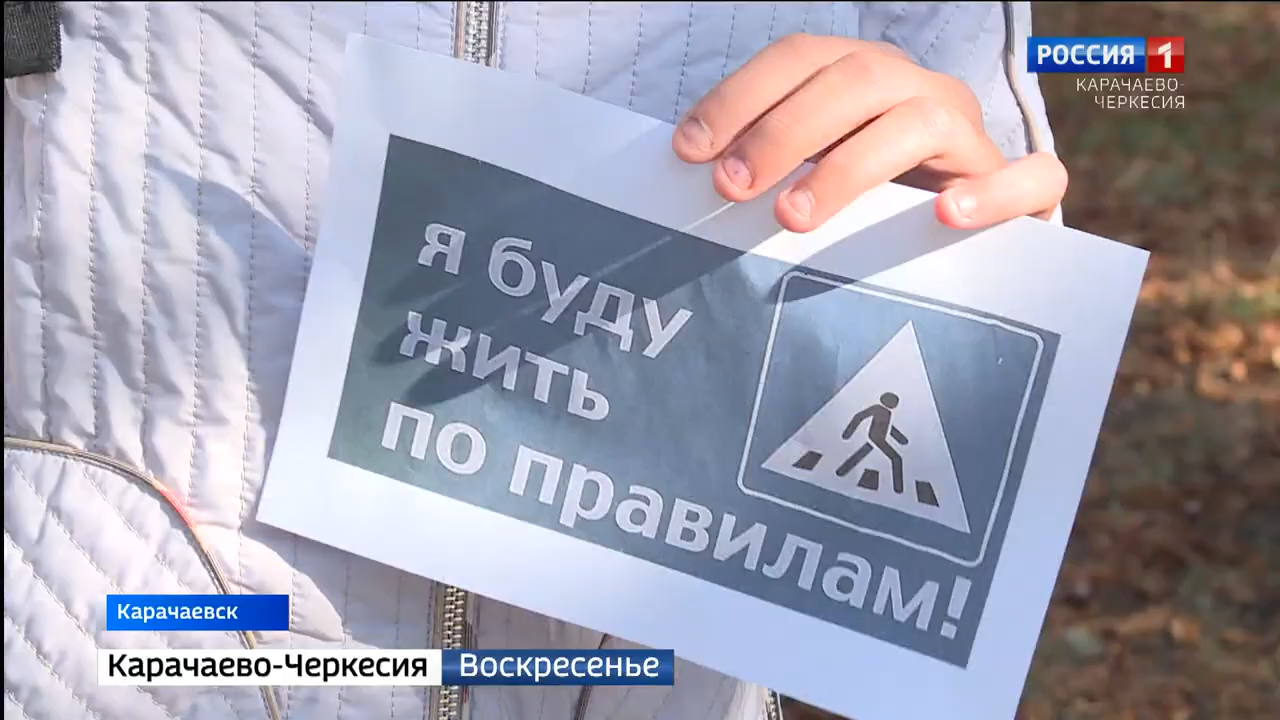 РОССИЯ 1
КАРАЧАЕВО-
ЧЕРКЕСИЯ
я буду
жить
по правилам!
Карачаевск
Карачаево-Черкесия Воскресенье